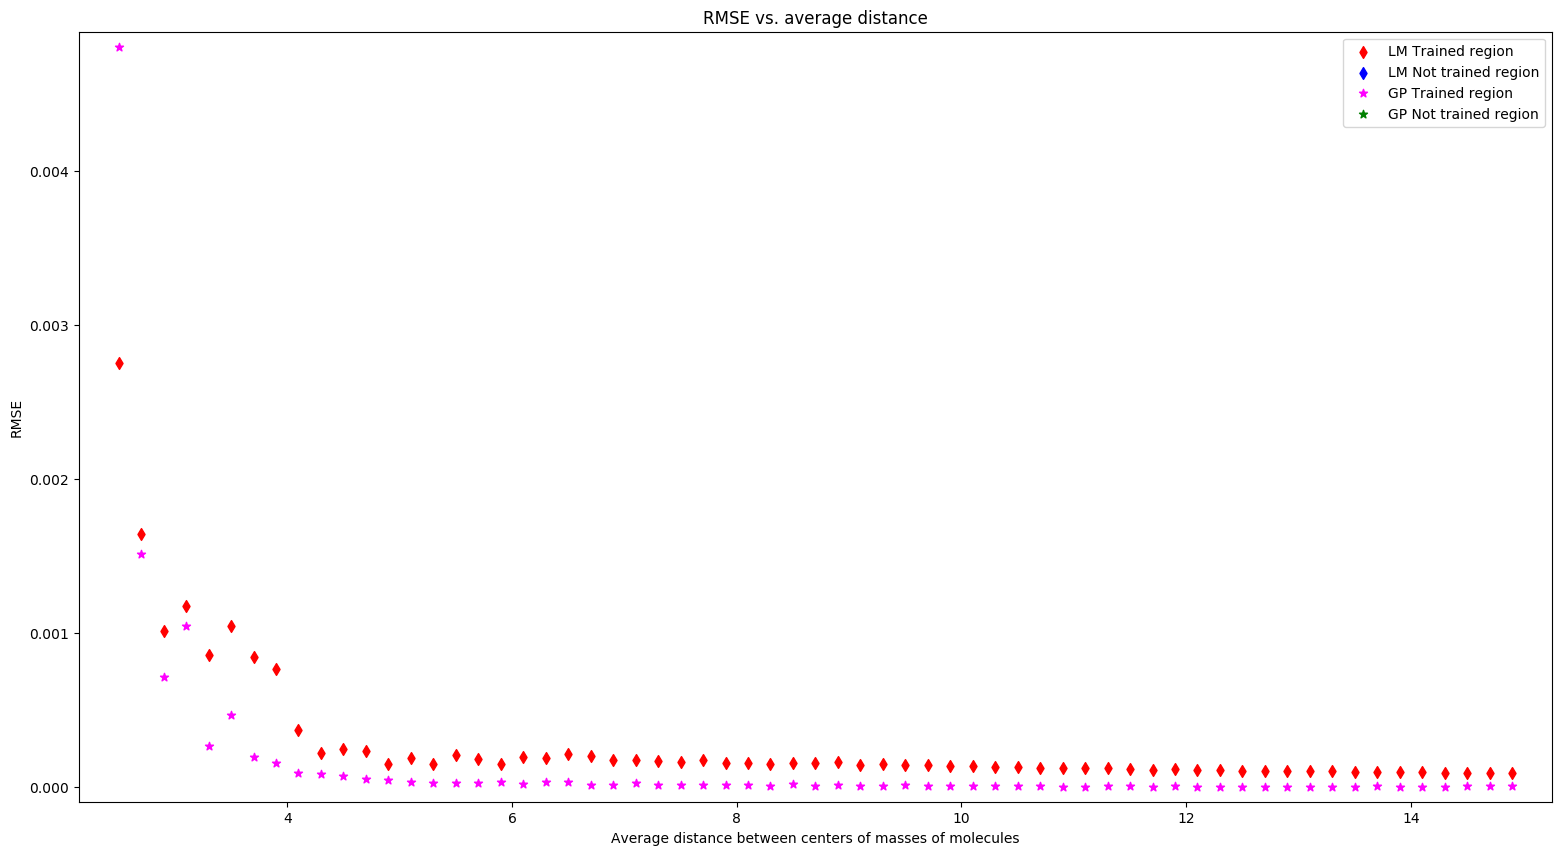 RMSE vs. average distance
LM Trained region
LM Not trained region
GP Trained region
GP Not trained region
0.004
0.003
0.002
0.001
0.000
RMSE
4 6 8 10 12 14
Average distance between centers of masses of molecules